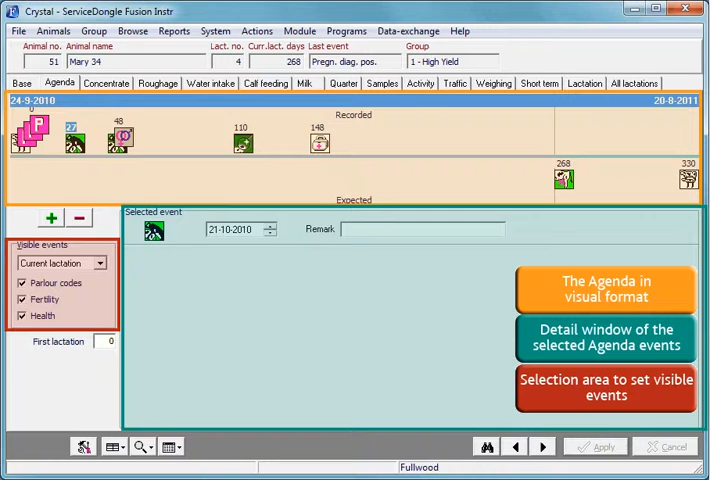 Crystal - ServiceDongle Fusion Instr
File Animals Group Browse Reports System Actions Module Programs Data-exchange Help
Animal no. Animal name Lact. no. Curr.lact. days Last event Group
51 Mary 34 4 268 Pregn. diag. pos. 1 - High Yield
Base Agenda Concentrate Roughage Water intake Calf feeding Milk Quarter Samples Activity Traffic Weighing Short term Lactation All lactations
24-9-2010 20-8-2011
Recorded
0 27 48 110 148
P
268 330
Expected
Selected event
21-10-2010 Remark
Visible events
Current lactation
Parlour codes
Fertility
Health
First lactation 0
The Agenda in
visual format
Detail window of the
selected Agenda events
Selection area to set visible
events
Apply Cancel
Fullwood